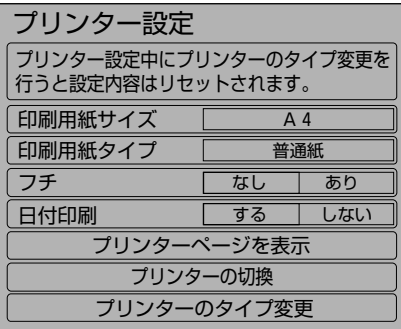 プリンター設定
プリンター設定中にプリンターのタイプ変更を
行うと設定内容はリセットされます。
印刷用紙サイズ A4
印刷用紙タイプ 普通紙
フチ なし あり
日付印刷 する しない
プリンターページを表示
プリンターの切換
プリンターのタイプ変更